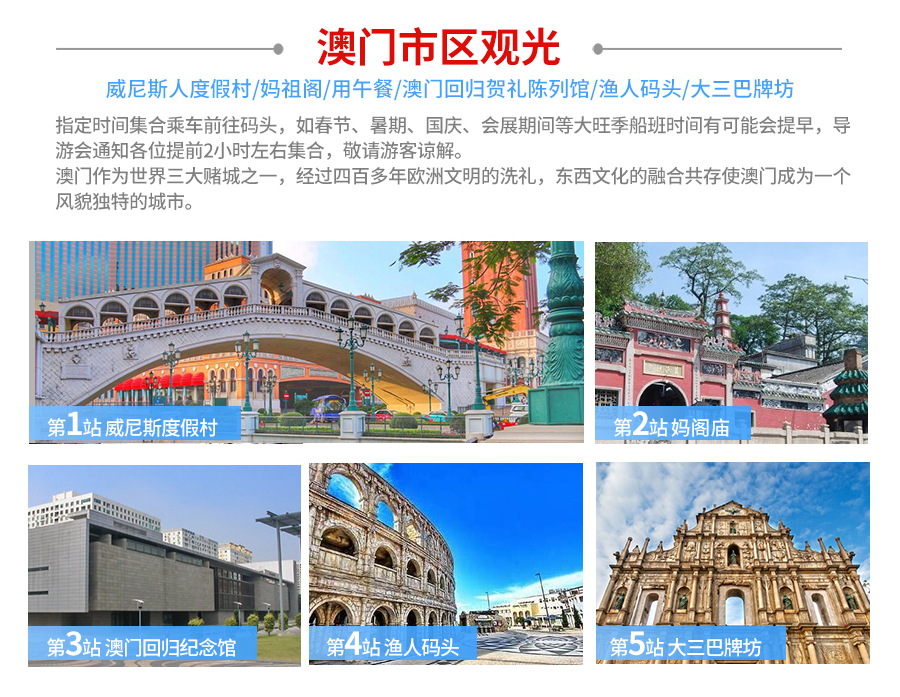 澳门市区观光
威尼斯人度假村/妈祖阁/用午餐/澳门回归贺礼陈列馆/渔人码头/大三巴牌坊
指定时间集合乘车前往码头，如春节、暑期、国庆、会展期间等大旺季船班时间有可能会提早，导
游会通知各位提前2小时左右集合，敬请游客谅解。
澳门作为世界三大赌城之一，经过四百多年欧洲文明的洗礼，东西文化的融合共存使澳门成为一个
风貌独特的城市。
第1站 威尼斯度假村
第2站 妈阁庙
第3站 澳门回归纪念馆
第4站 渔人码头
第5站 大三巴牌坊